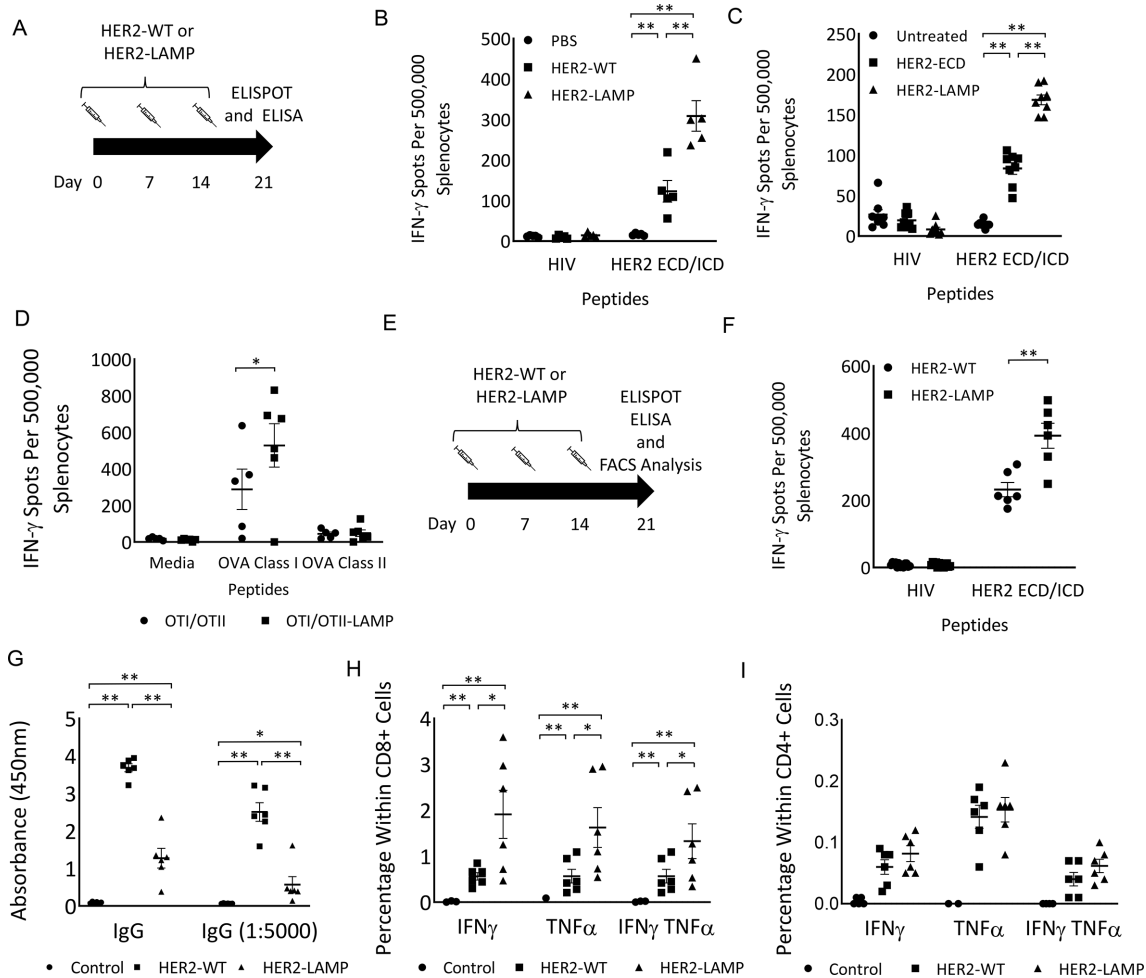 A
HER2-WT or
HER2-LAMP
ELISPOT
and ELISA
Day 0 7 14 21
B
IFN-γ Spots Per 500,000
Splenocytes
500
400
300
200
100
0
PBS
HER2-WT
HER2-LAMP
**
** **
HIV HER2 ECD/ICD
Peptides
C
IFN-γ Spots Per 500,000
Splenocytes
250
200
150
100
50
0
Untreated
HER2-ECD
HER2-LAMP
**
** **
HIV HER2 ECD/ICD
Peptides
D
IFN-γ Spots Per 500,000
Splenocytes
1000
800
600
400
200
0
*
Media OVA Class I OVA Class II
Peptides
OTI/OTII OTI/OTII-LAMP
E
HER2-WT or
HER2-LAMP
ELISPOT
ELISA
and
FACS Analysis
Day 0 7 14 21
F
IFN-γ Spots Per 500,000
Splenocytes
600
400
200
0
HER2-WT
HER2-LAMP
**
HIV HER2 ECD/ICD
Peptides
G
Absorbance (450nm)
5
4
3
2
1
0
**
** **
*
** **
IgG IgG (1:5000)
Control HER2-WT HER2-LAMP
H
Percentage Within CD8+ Cells
4
3
2
1
0
**
** *
**
** *
**
** *
IFNγ TNFα IFNγ TNFα
Control HER2-WT HER2-LAMP
I
Percentage Within CD4+ Cells
0.3
0.2
0.1
0.0
IFNγ TNFα IFNγ TNFα
Control HER2-WT HER2-LAMP